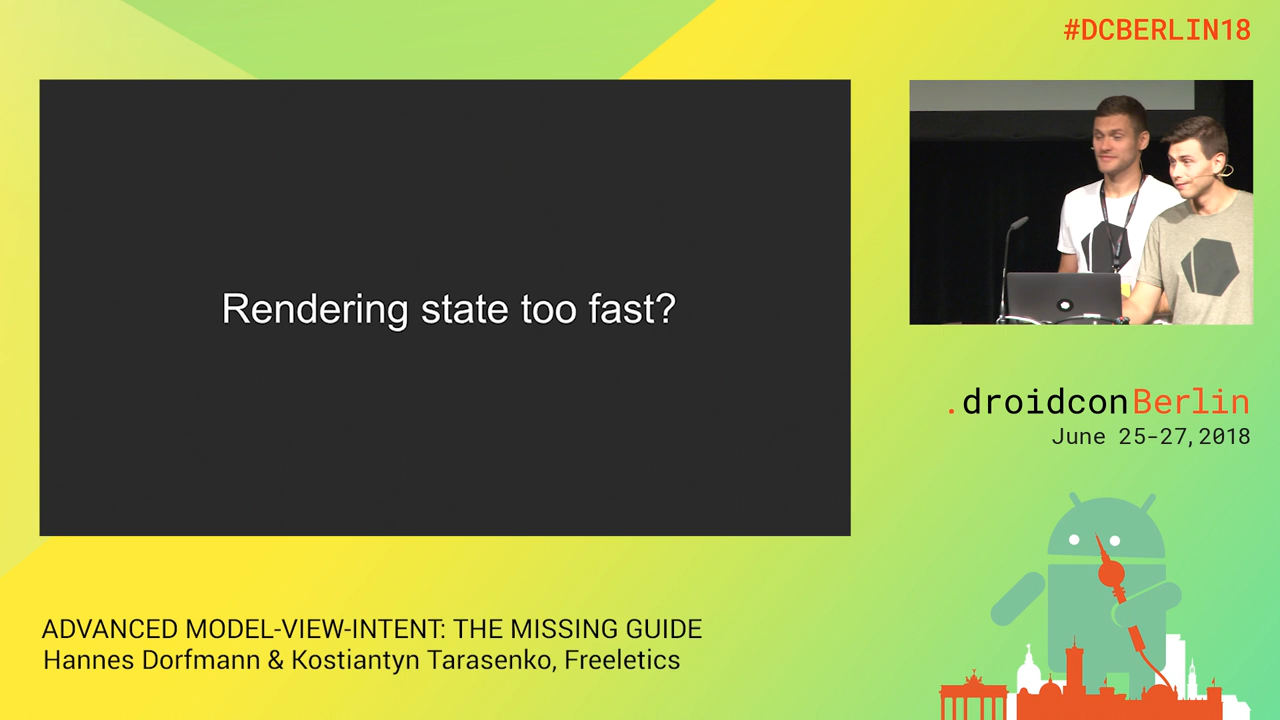 #DCBERLIN18
Rendering state too fast?
.droidconBerlin
June 25-27, 2018
ADVANCED MODEL-VIEW-INTENT: THE MISSING GUIDE
Hannes Dorfmann & Kostiantyn Tarasenko, Freeletics